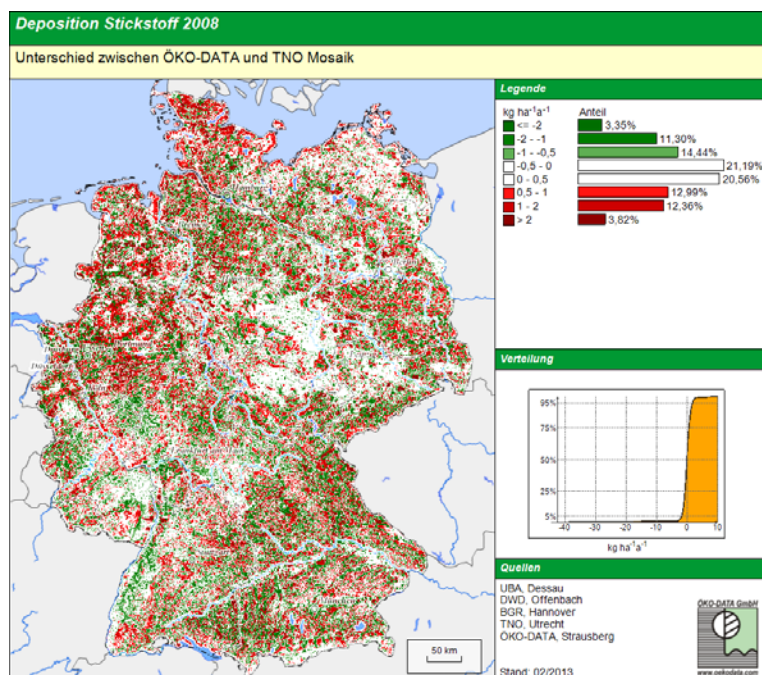 Deposition Stickstoff 2008
Unterschied zwischen ÖKO-DATA und TNO Mosaik
Legende
kg ha⁻¹a⁻¹ Anteil
<= -2 3,35%
-2 - -1 11,30%
-1 - -0,5 14,44%
-0,5 - 0 21,19%
0 - 0,5 20,56%
0,5 - 1 12,99%
1 - 2 12,36%
> 2 3,82%
Verteilung
95%
75%
50%
25%
5%
-40 -30 -20 -10 0 10
kg ha⁻¹a⁻¹
Quellen
UBA, Dessau
DWD, Offenbach
BGR, Hannover
TNO, Utrecht
ÖKO-DATA, Strausberg
Stand: 02/2013
ÖKO-DATA GmbH
www.oekodata.com
50 km